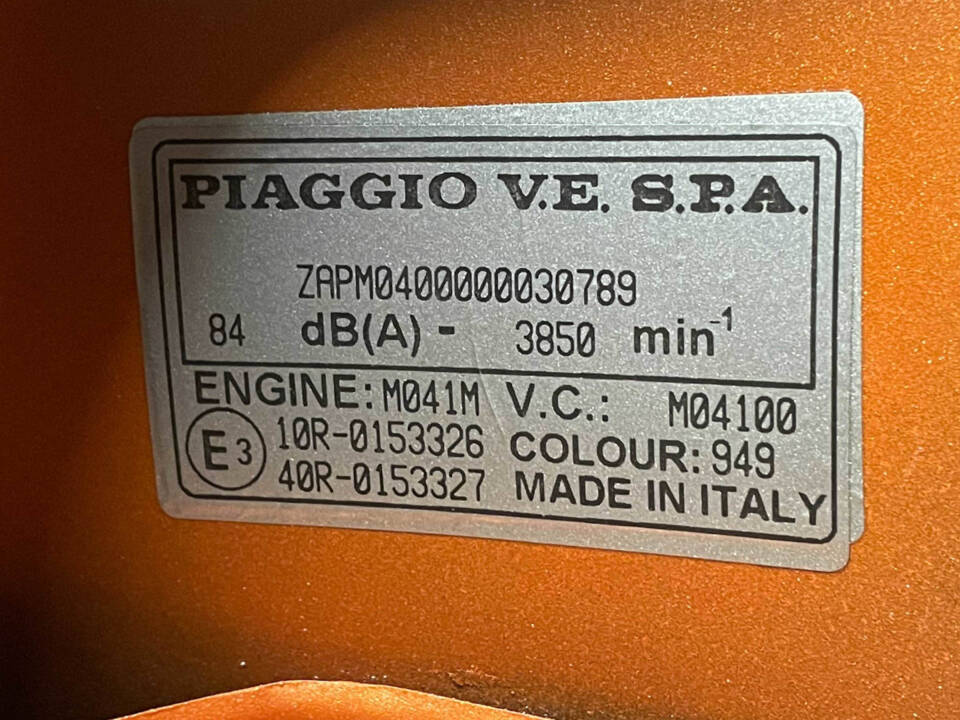 PIAGGIO V.E. S.P.A.
ZAPM0400000030789
84 dB(A) - 3850 min-1
ENGINE: M041M V.C.: M04100
E3 10R-0153326 COLOUR: 949
40R-0153327 MADE IN ITALY